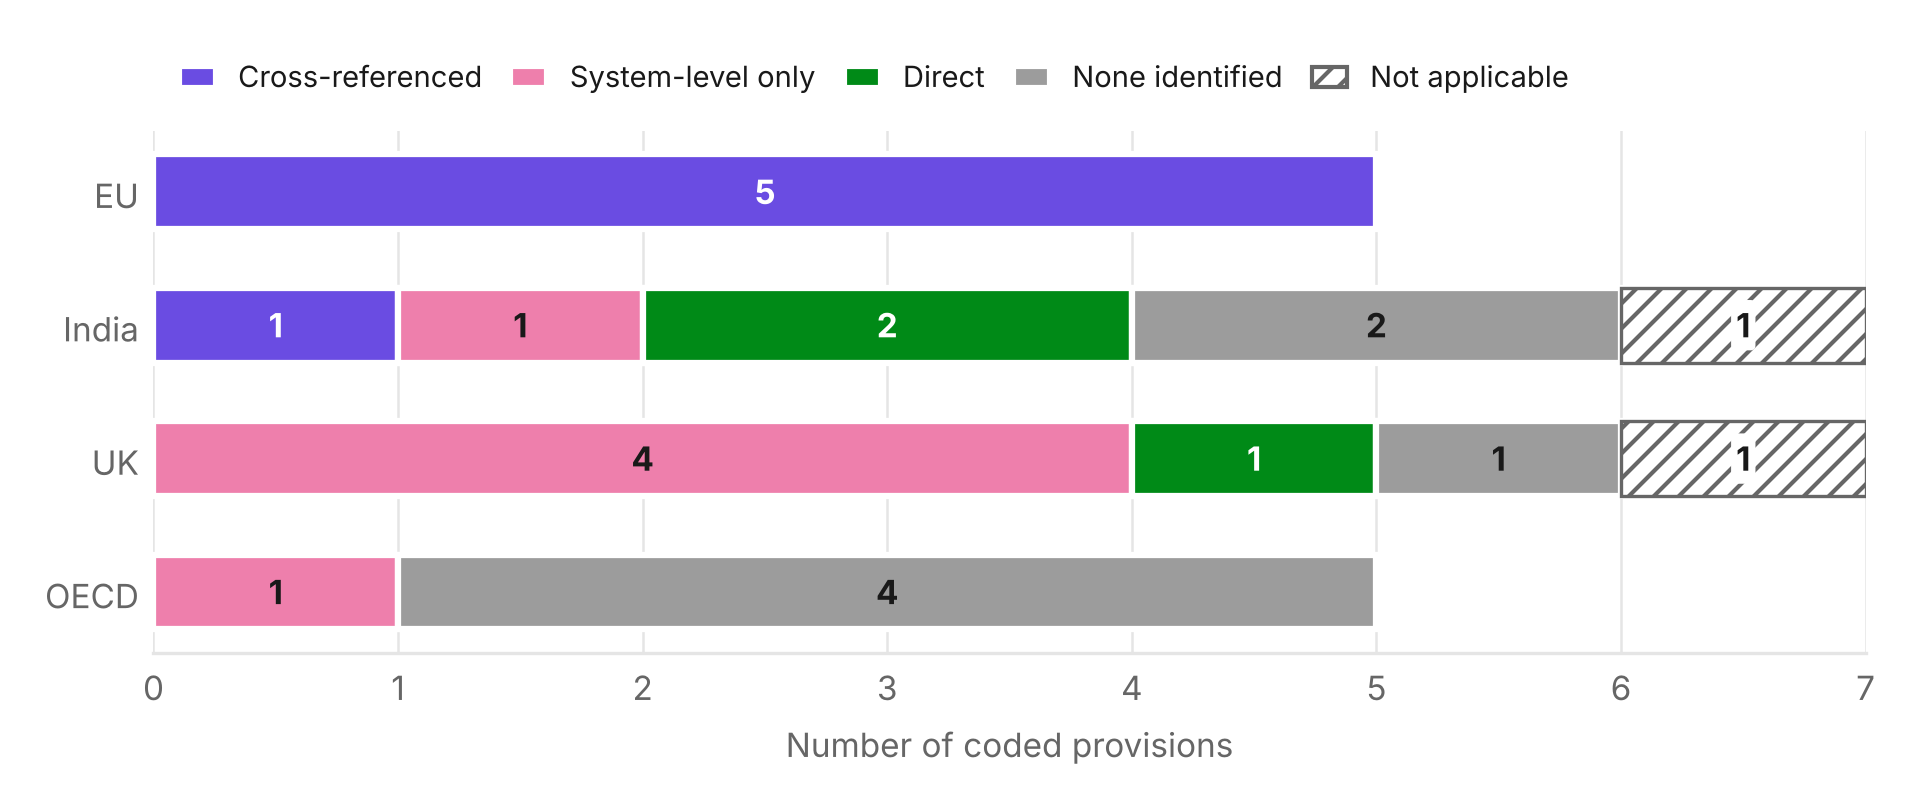 Cross-referenced System-level only Direct None identified Not applicable
EU 5
India 1 1 2 2 1
UK 4 1 1 1
OECD 1 4
0 1 2 3 4 5 6 7
Number of coded provisions